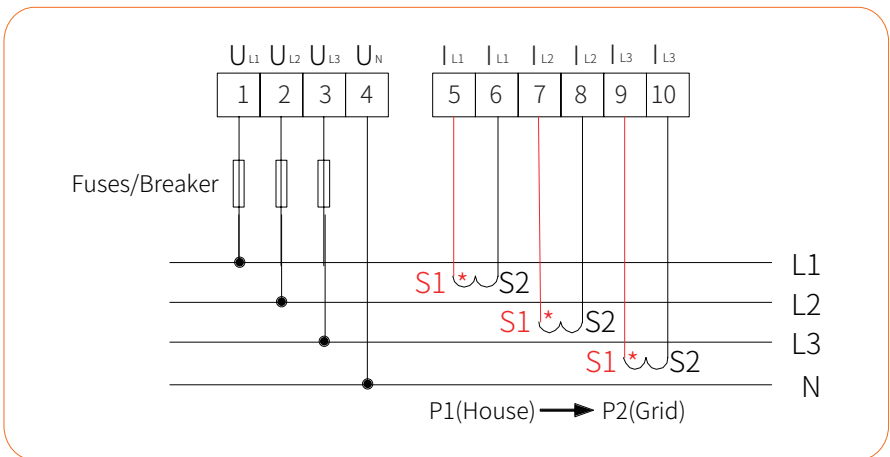 UL1 UL2 UL3 UN IL1 IL1 IL2 IL2 IL3 IL3
1 2 3 4 5 6 7 8 9 10
Fuses/Breaker
L1
S1 * S2
L2
S1 * S2
L3
S1 * S2
N
P1(House) P2(Grid)